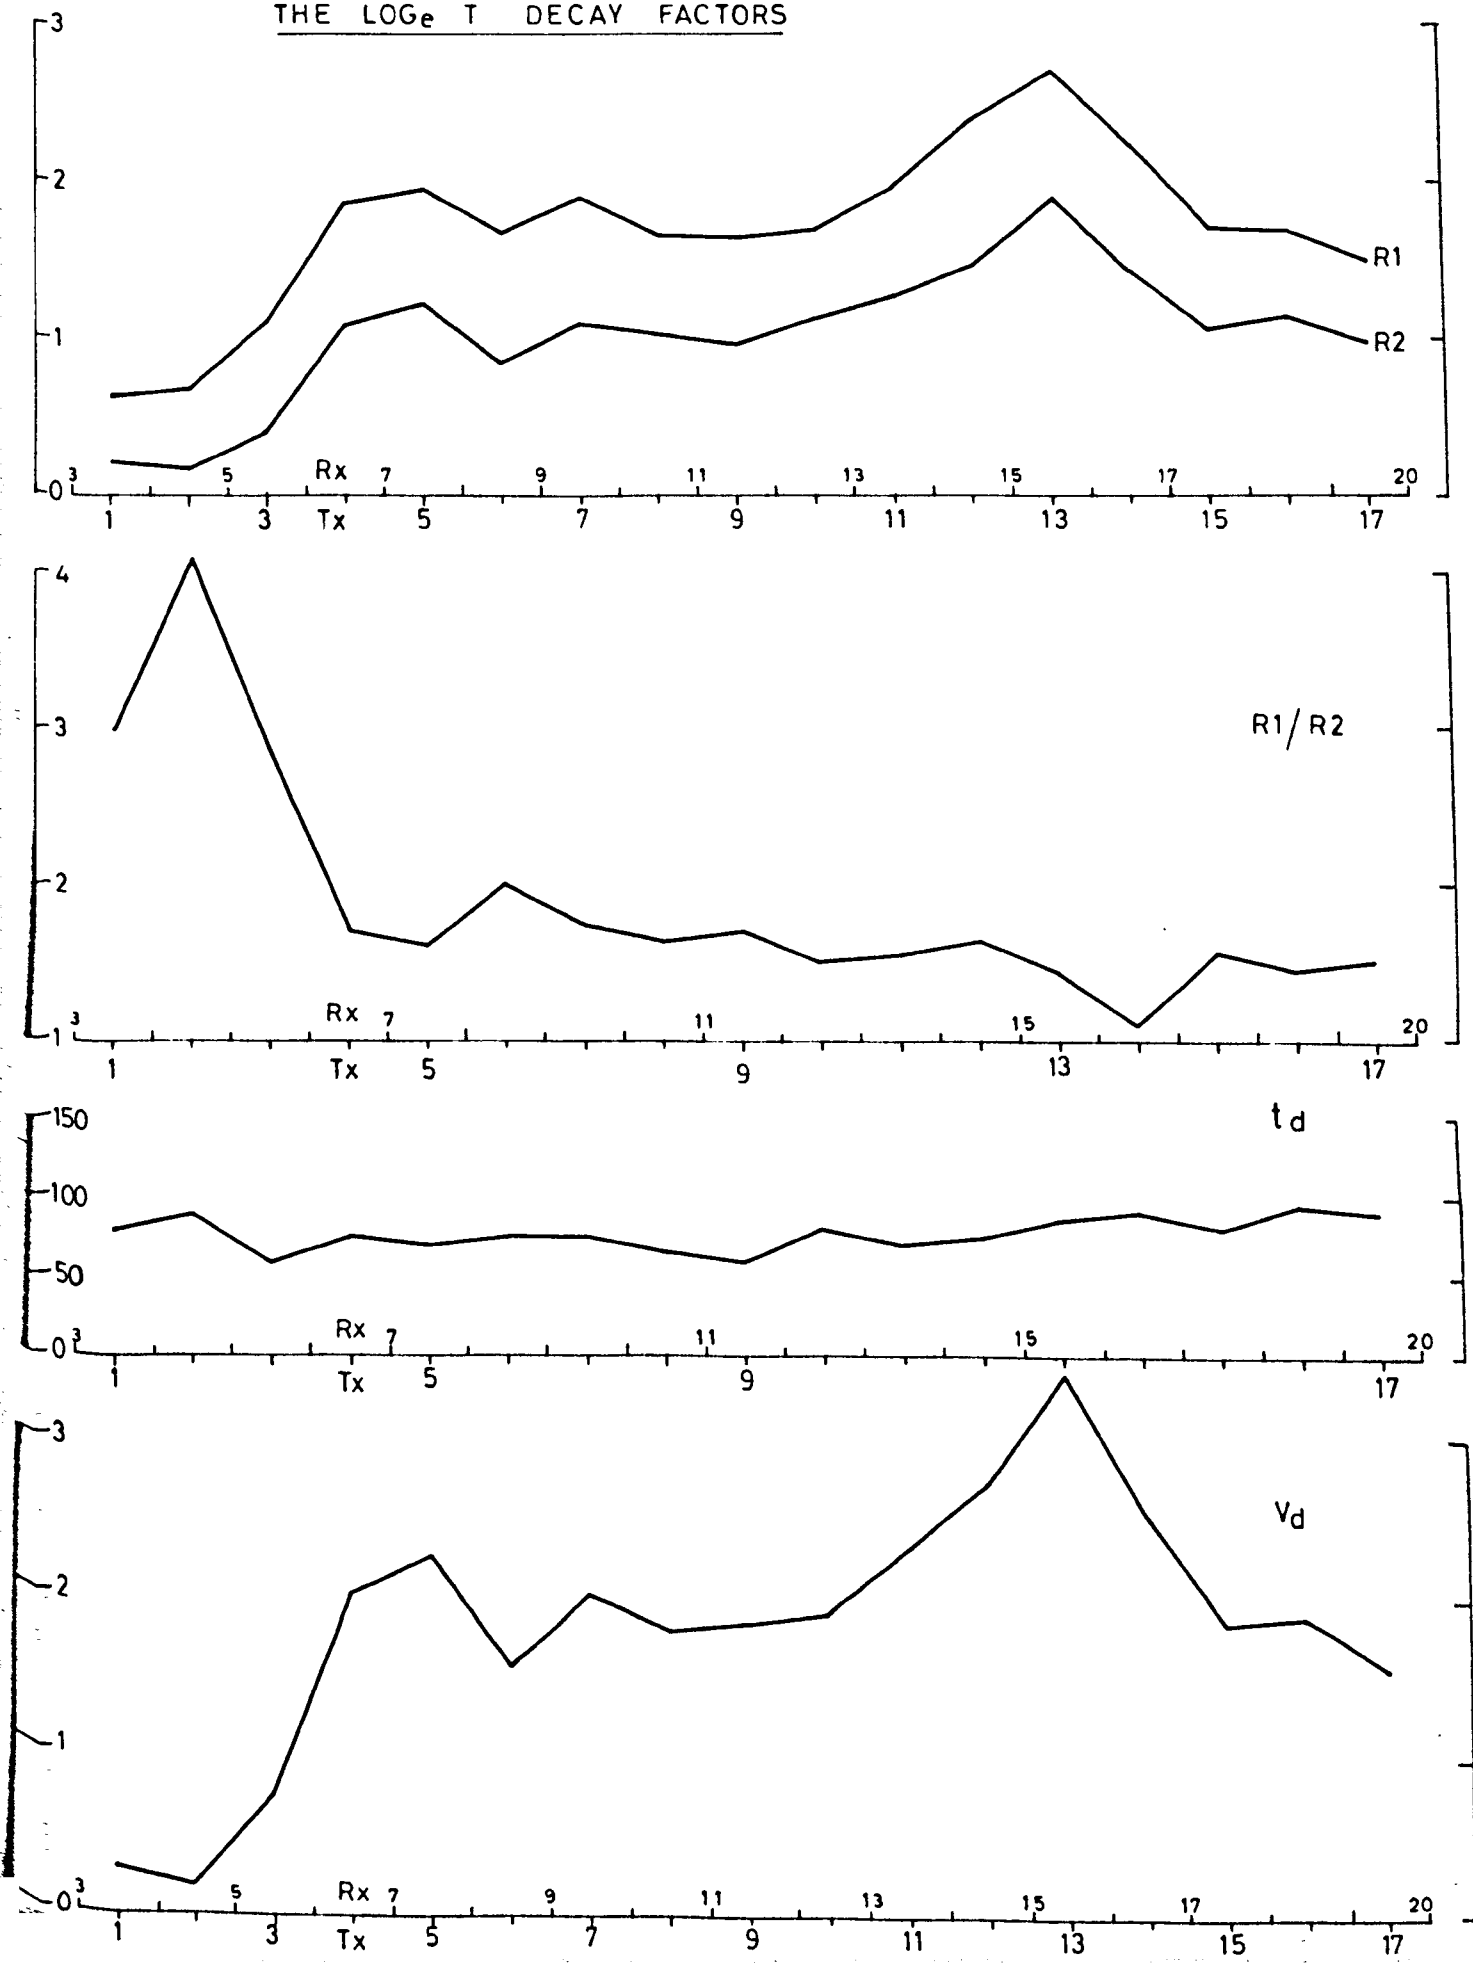 THE LOGe T DECAY FACTORS
3
2
1
0
R1
R2
3 5 Rx 7 9 11 13 15 17 20
1 3 Tx 5 7 9 11 13 15 17
4
3
2
1
R1/R2
3 Rx 7 11 15 20
1 Tx 5 9 13 17
150
100
50
0
td
3 Rx 7 11 15 20
1 Tx 5 9 17
3
2
1
0
Vd
3 5 Rx 7 9 11 13 15 17 20
1 3 Tx 5 7 9 11 13 15 17